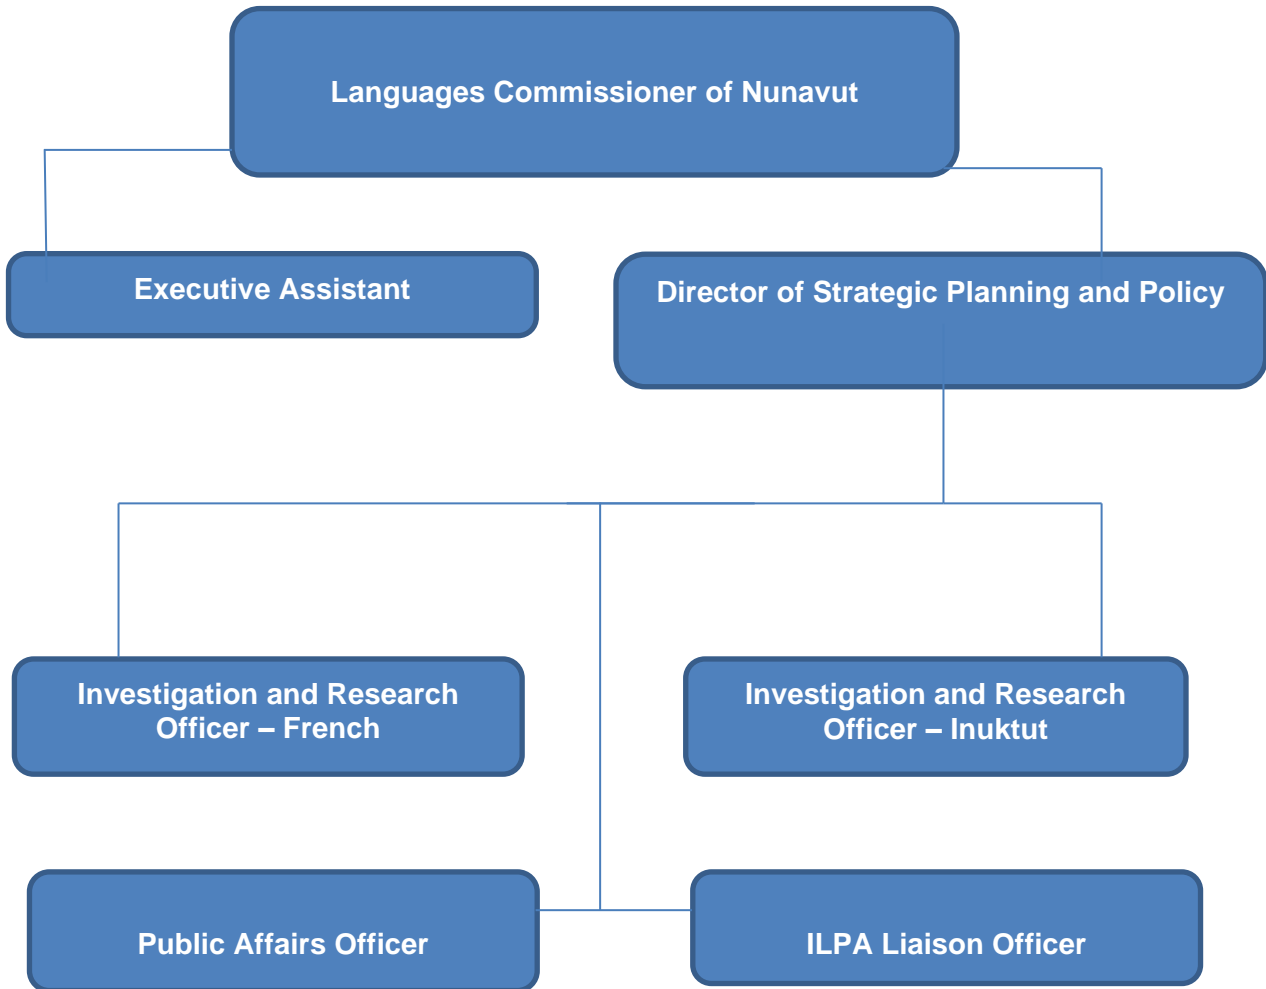 Languages Commissioner of Nunavut
Executive Assistant
Director of Strategic Planning and Policy
Investigation and Research
Officer – French
Investigation and Research
Officer – Inuktut
Public Affairs Officer
ILPA Liaison Officer